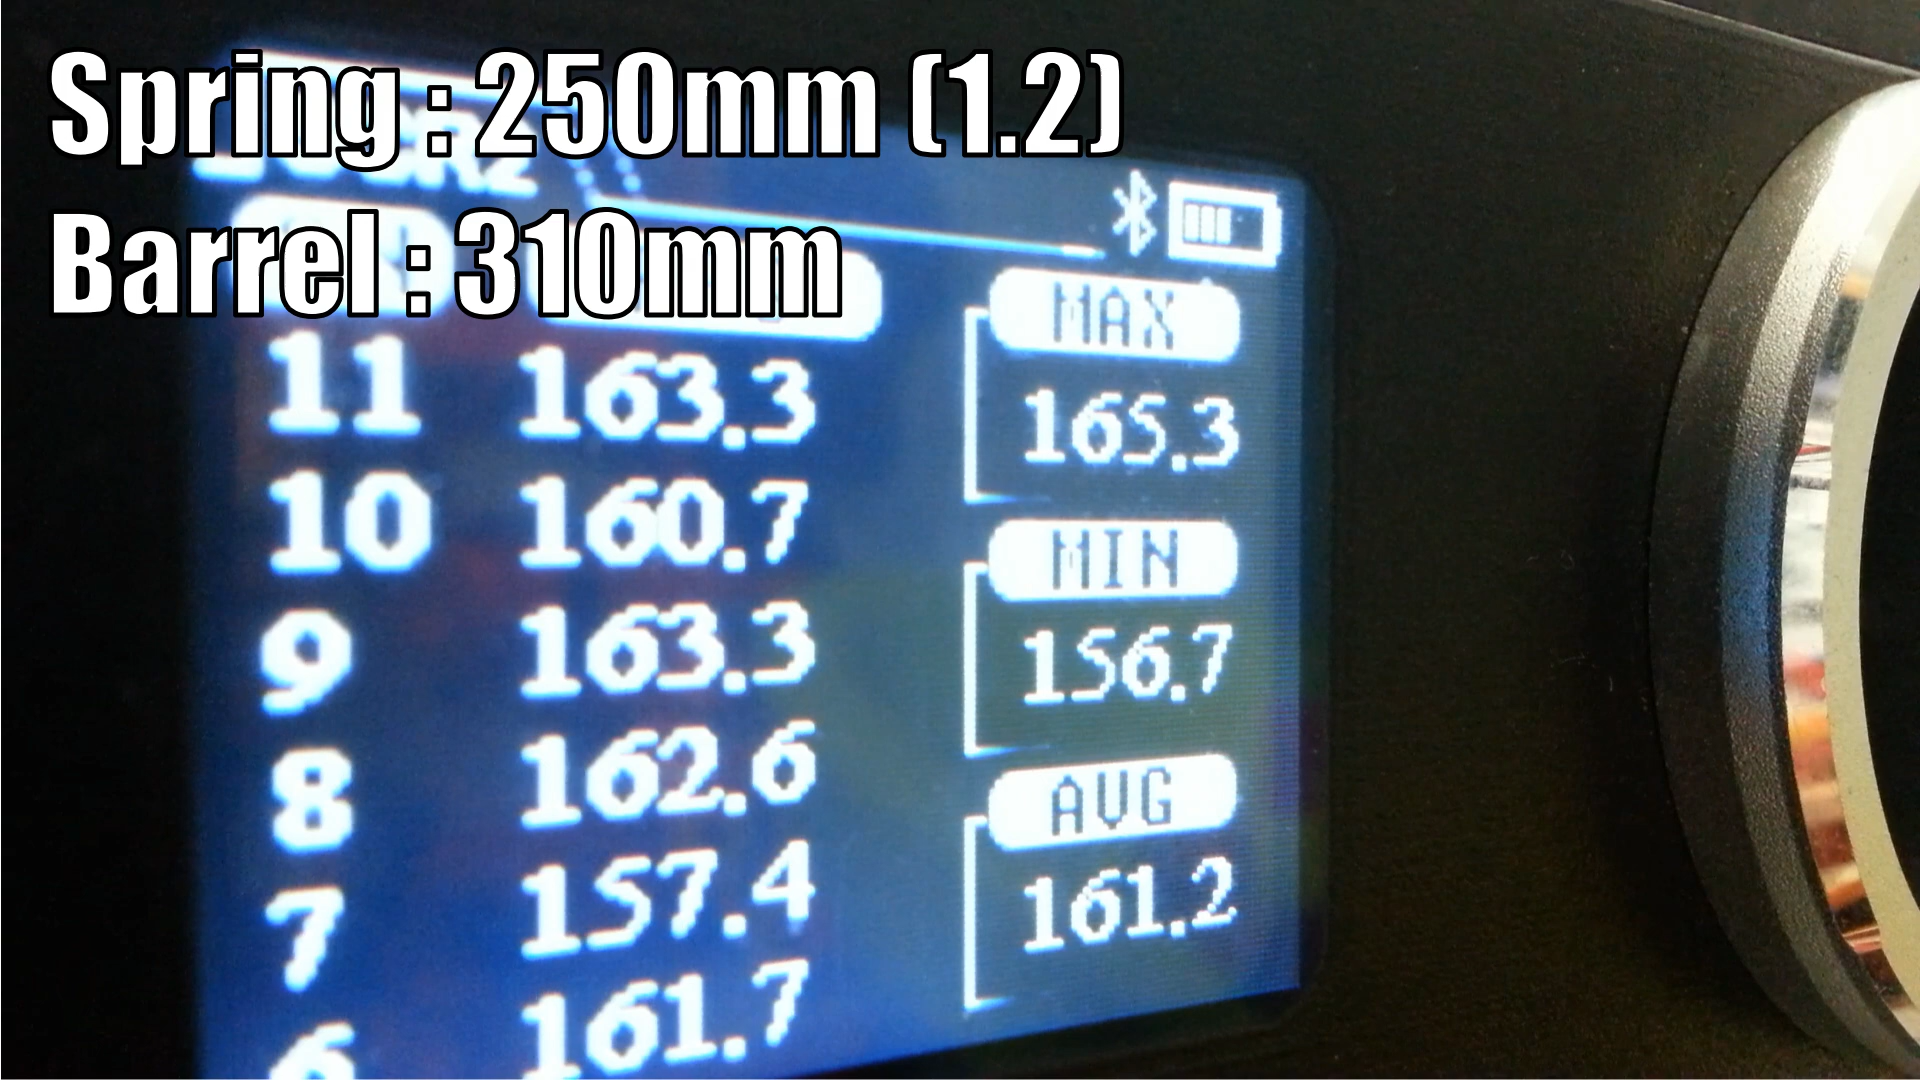 Spring : 250mm (1.2)
Barrel : 310mm
MAX
11 163.3
165.3
10 160.7
MIN
9 163.3
156.7
8 162.6
AVG
7 157.4
161.2
6 161.7